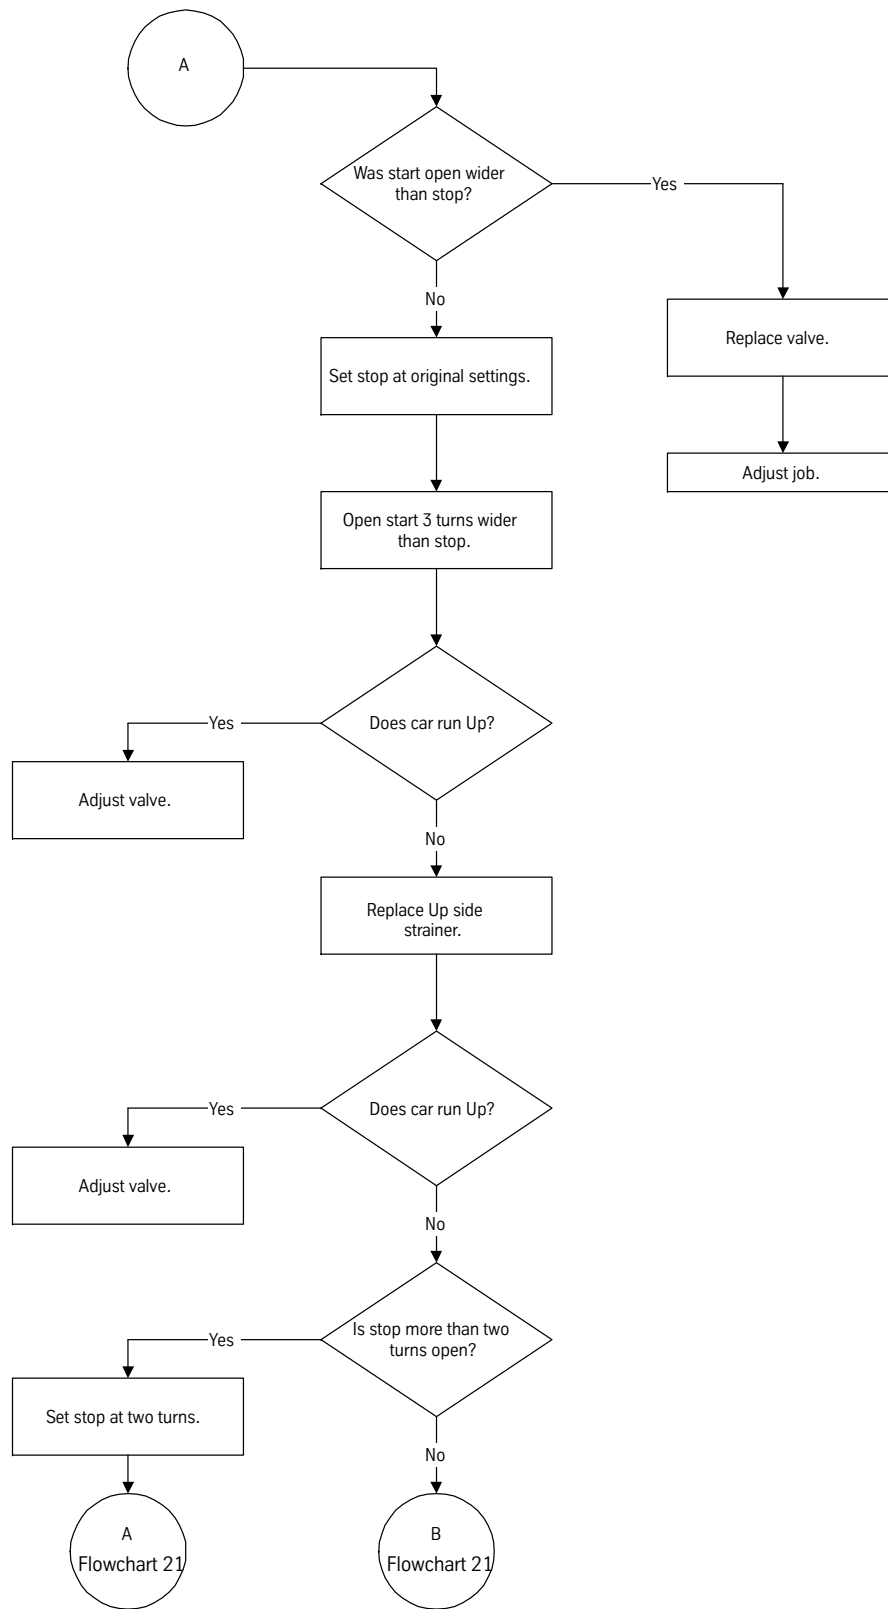 A
Was start open wider
than stop?
Yes
No
Replace valve.
Set stop at original settings.
Adjust job.
Open start 3 turns wider
than stop.
Does car run Up?
Yes
Adjust valve.
No
Replace Up side
strainer.
Does car run Up?
Yes
Adjust valve.
No
Is stop more than two
turns open?
Yes
Set stop at two turns.
No
A
Flowchart 21
B
Flowchart 21